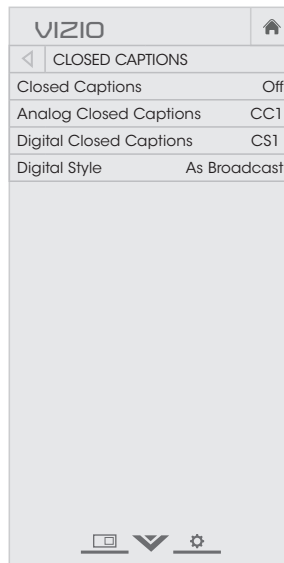 VIZIO
CLOSED CAPTIONS
Closed Captions Off
Analog Closed Captions CC1
Digital Closed Captions CS1
Digital Style As Broadcast